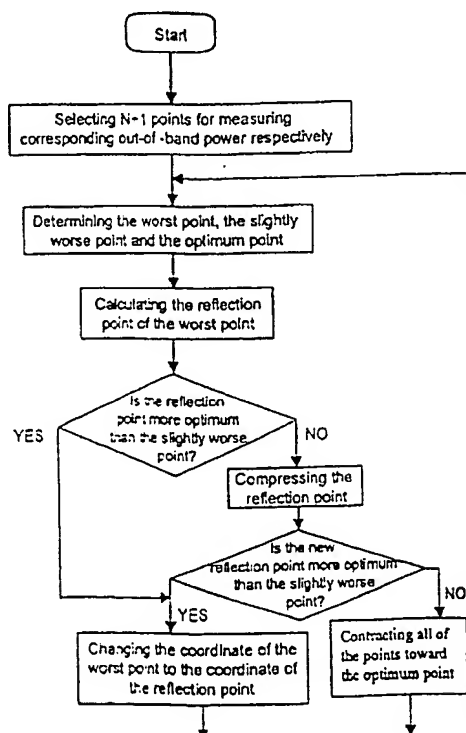 Start
Selecting N+1 points for measuring
corresponding out-of-band power respectively
Determining the worst point, the slightly
worse point and the optimum point
Calculating the reflection
point of the worst point
Is the reflection
point more optimum
than the slightly worse
point?
YES
NO
Compressing the
reflection point
Is the new
reflection point more optimum
than the slightly worse
point?
YES
NO
Changing the coordinate of the
worst point to the coordinate of
the reflection point
Contracting all of
the points toward
the optimum point